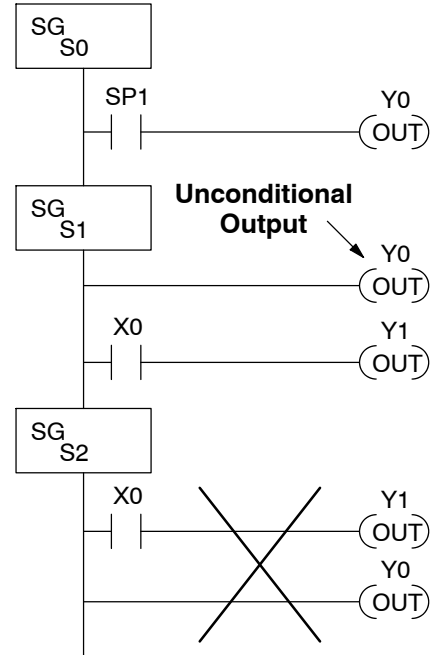 SG
S0
SP1
Y0
OUT
SG
S1
Unconditional
Output
Y0
OUT
X0
Y1
OUT
SG
S2
X0
Y1
OUT
Y0
OUT